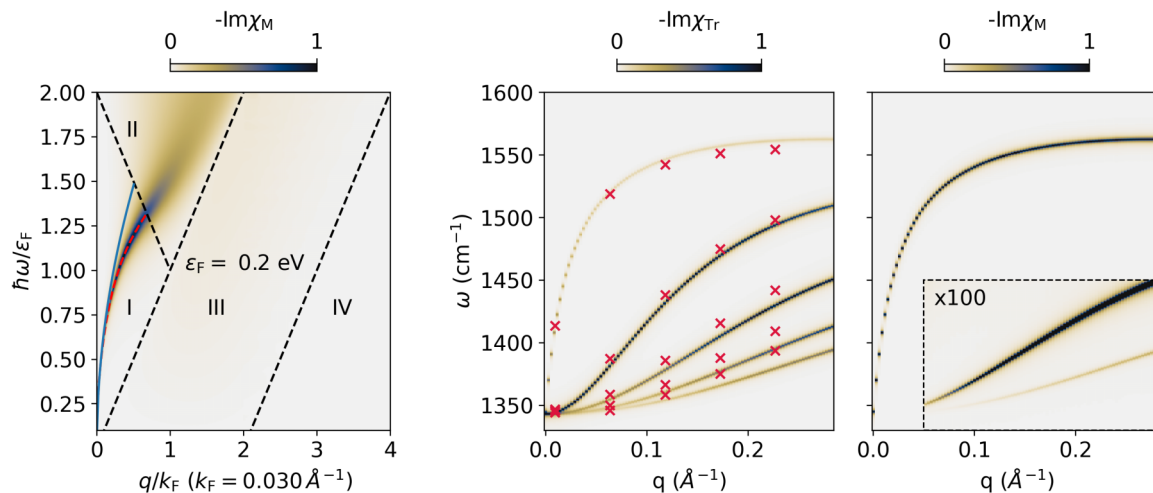 -Imχ_M
0 1
2.00
1.75
1.50
1.25
1.00
0.75
0.50
0.25
ħω/ε_F
II
ε_F = 0.2 eV
I
III
IV
0 1 2 3 4
q/k_F (k_F = 0.030 Å⁻¹)
-Imχ_Tr
0 1
1600
1550
1500
1450
1400
1350
ω (cm⁻¹)
0.0 0.1 0.2
q (Å⁻¹)
-Imχ_M
0 1
x100
0.0 0.2
q (Å⁻¹)